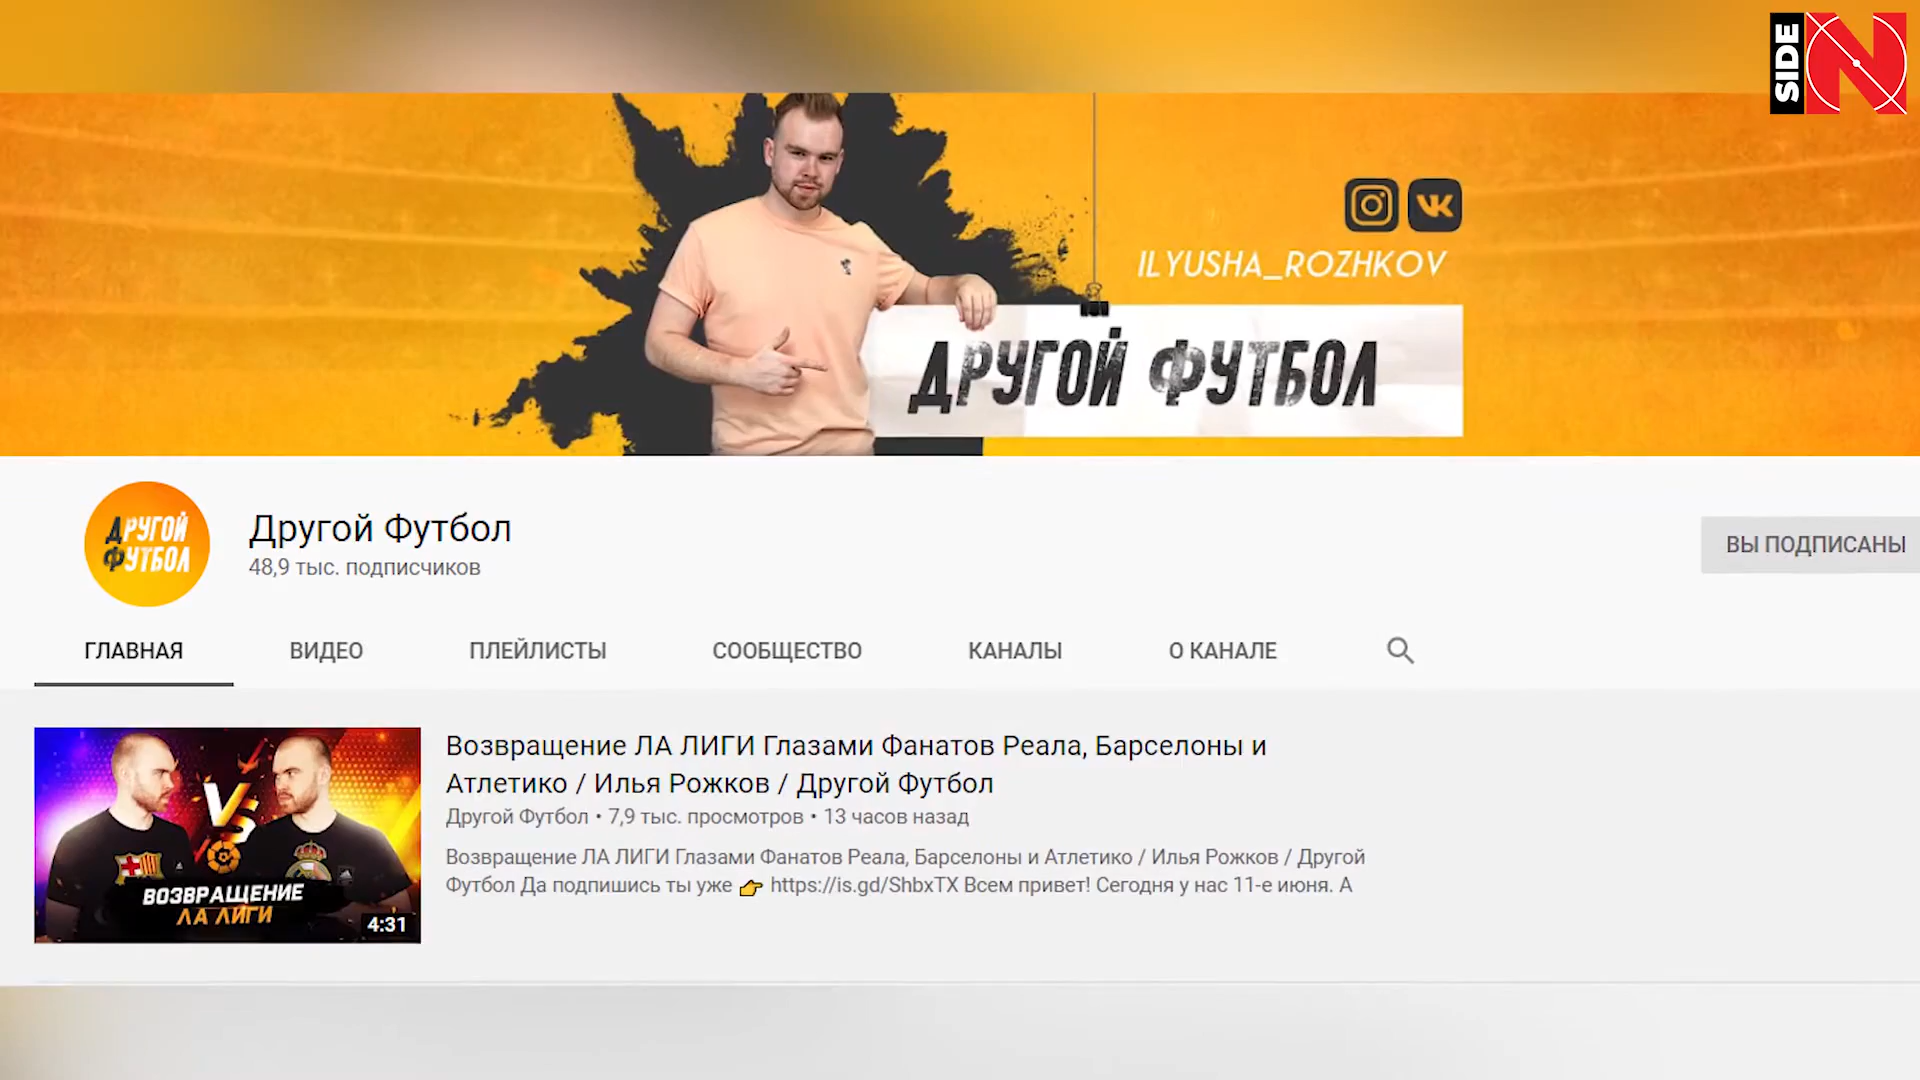 SIDE N
ILYUSHA_ROZHKOV
ДРУГОЙ ФУТБОЛ
ДРУГОЙ
ФУТБОЛ
Другой Футбол
48,9 тыс. подписчиков
ВЫ ПОДПИСАНЫ
ГЛАВНАЯ ВИДЕО ПЛЕЙЛИСТЫ СООБЩЕСТВО КАНАЛЫ О КАНАЛЕ
VS
ВОЗВРАЩЕНИЕ
ЛА ЛИГИ
4:31
Возвращение ЛА ЛИГИ Глазами Фанатов Реала, Барселоны и
Атлетико / Илья Рожков / Другой Футбол
Другой Футбол • 7,9 тыс. просмотров • 13 часов назад
Возвращение ЛА ЛИГИ Глазами Фанатов Реала, Барселоны и Атлетико / Илья Рожков / Другой
Футбол Да подпишись ты уже 👉 https://is.gd/ShbxTX Всем привет! Сегодня у нас 11-е июня. А